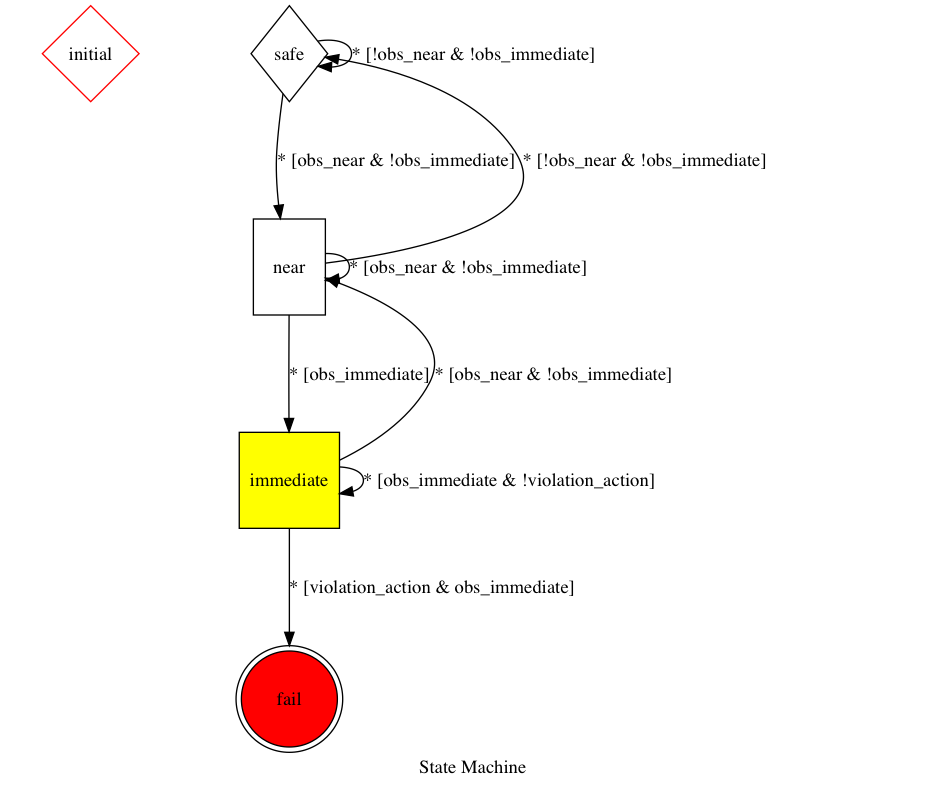 initial
safe
* [!obs_near & !obs_immediate]
* [obs_near & !obs_immediate]
* [!obs_near & !obs_immediate]
near
* [obs_near & !obs_immediate]
* [obs_immediate]
* [obs_near & !obs_immediate]
immediate
* [obs_immediate & !violation_action]
* [violation_action & obs_immediate]
fail
State Machine